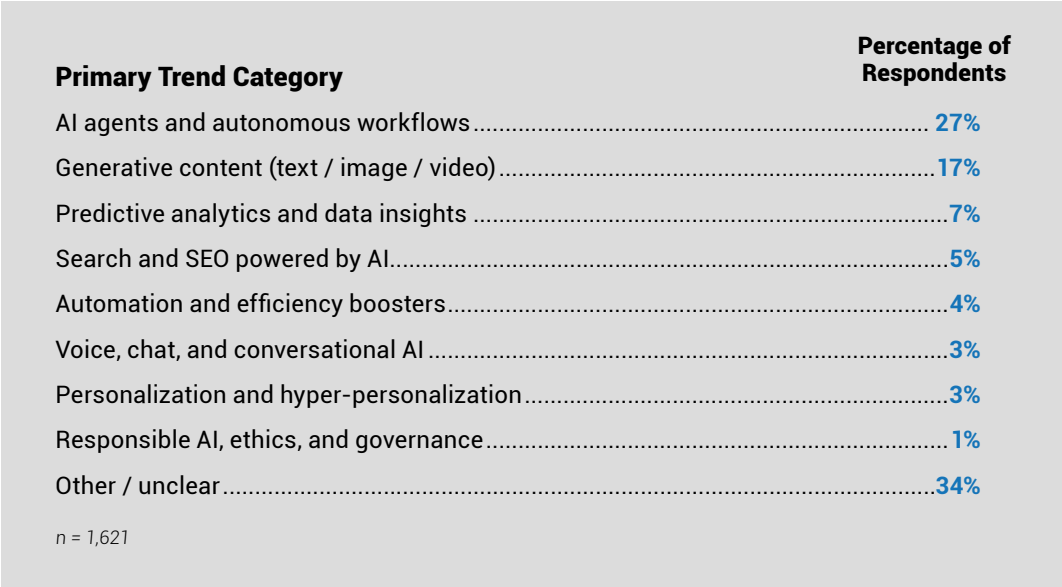 Primary Trend Category
Percentage of
Respondents
AI agents and autonomous workflows 27%
Generative content (text / image / video) 17%
Predictive analytics and data insights 7%
Search and SEO powered by AI 5%
Automation and efficiency boosters 4%
Voice, chat, and conversational AI 3%
Personalization and hyper-personalization 3%
Responsible AI, ethics, and governance 1%
Other / unclear 34%
n = 1,621